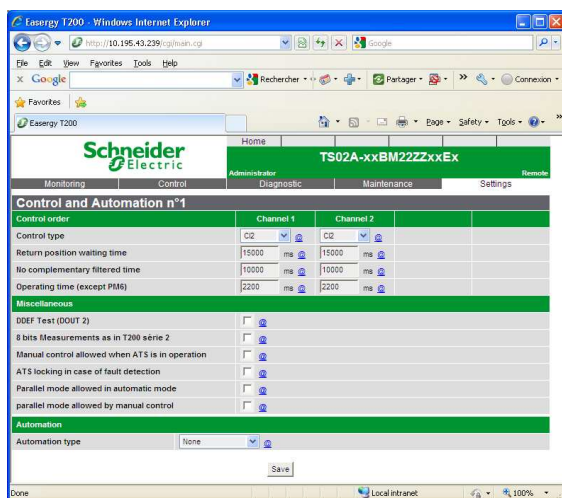 Easergy T200 - Windows Internet Explorer
http://10.195.43.239/cgi/main.cgi
Google
File Edit View Favorites Tools Help
x Google Rechercher Partager >> Connexion
Favorites
Easergy T200 Page Safety Tools >>
Schneider Electric
Home
TS02A-xxBM22ZZxxEx
Administrator Remote
Monitoring Control Diagnostic Maintenance Settings
Control and Automation n°1
Control order Channel 1 Channel 2
Control type CI2 @ CI2 @
Return position waiting time 15000 ms @ 15000 ms @
No complementary filtered time 10000 ms @ 10000 ms @
Operating time (except PM6) 2200 ms @ 2200 ms @
Miscellaneous
DDEF Test (DOUT 2) @
8 bits Measurements as in T200 série 2 @
Manual control allowed when ATS is in operation @
ATS locking in case of fault detection @
Parallel mode allowed in automatic mode @
parallel mode allowed by manual control @
Automation
Automation type None @
Save
Done Local intranet 100%